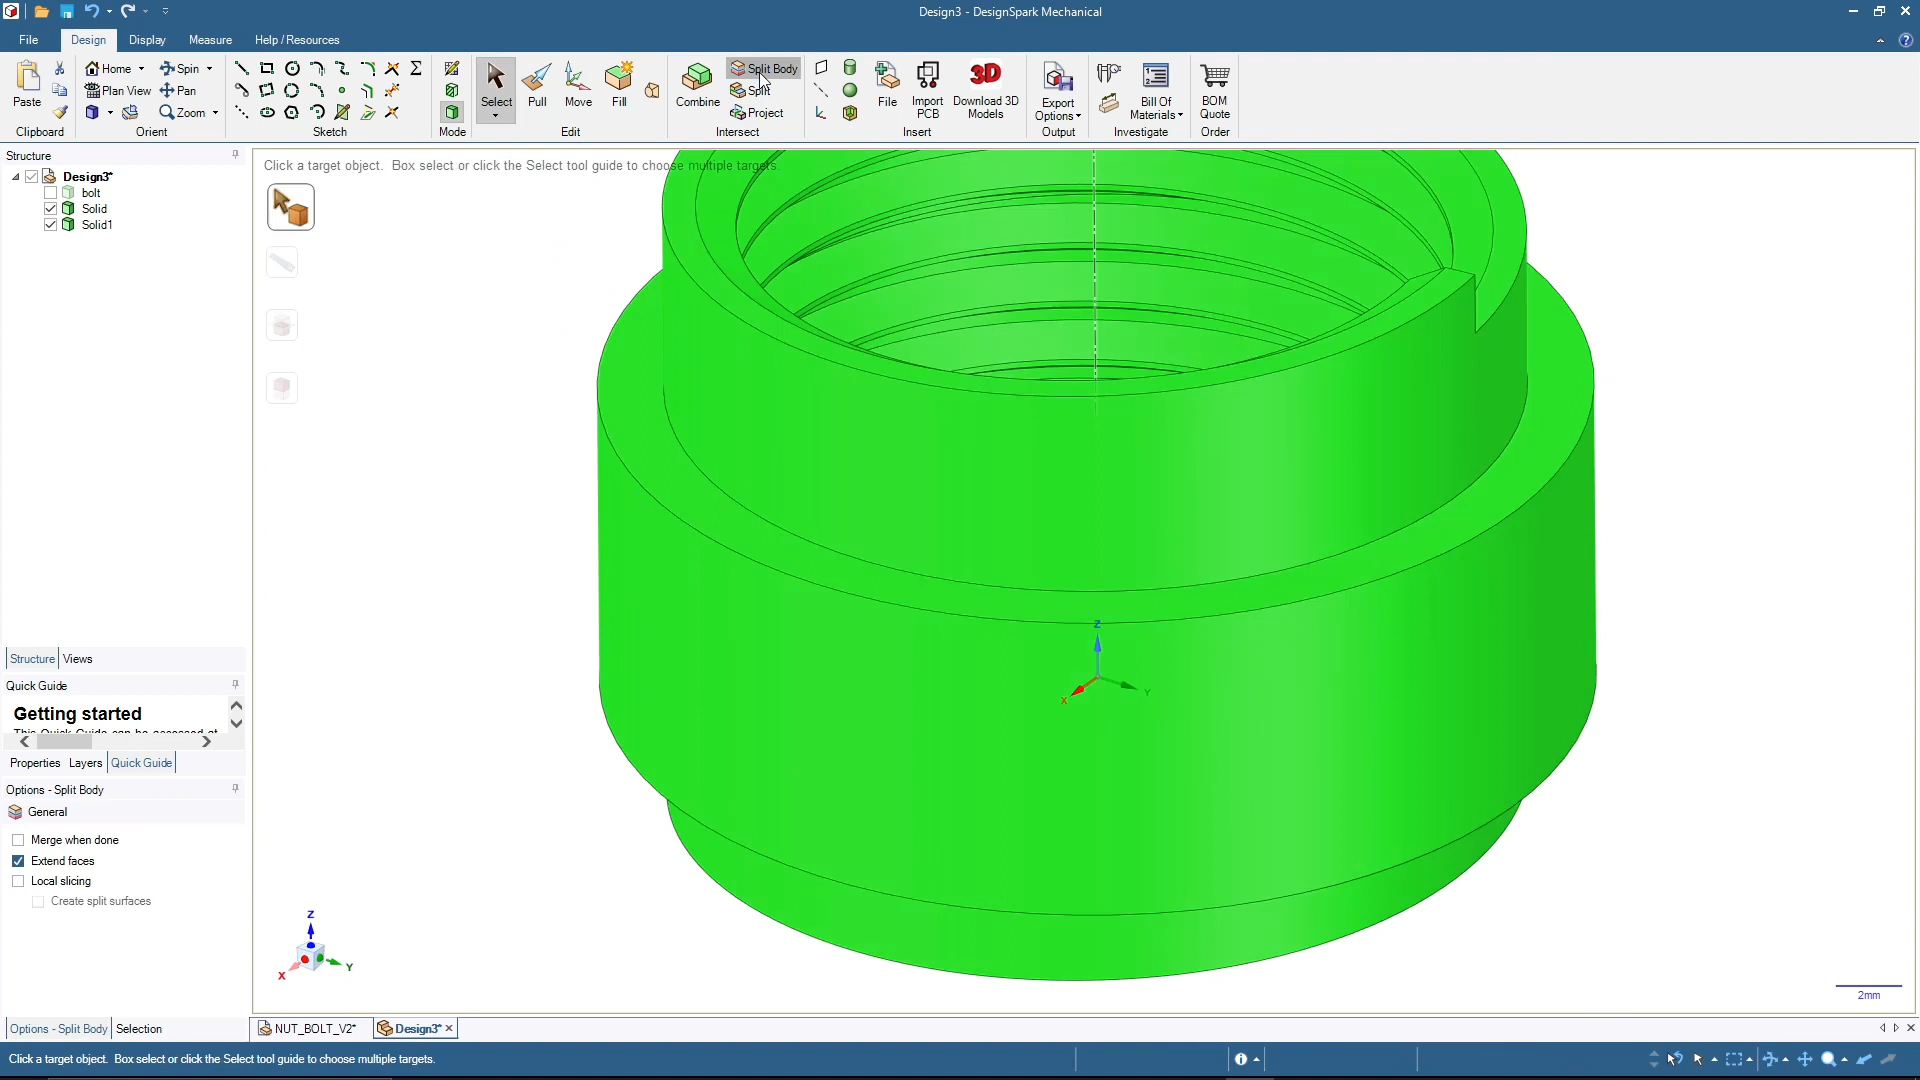 Design3 - DesignSpark Mechanical
File Design Display Measure Help / Resources
Paste
Home Spin
Plan View Pan
Zoom
Select Pull Move Fill
Combine
Split Body
Split
Project
File Import PCB Download 3D Models
3D
Export Options
Bill Of Materials
BOM Quote
Clipboard Orient Sketch Mode Edit Intersect Insert Output Investigate Order
Structure
Click a target object. Box select or click the Select tool guide to choose multiple targets.
Design3*
bolt
Solid
Solid1
Structure Views
Quick Guide
Getting started
Properties Layers Quick Guide
Options - Split Body
General
Merge when done
Extend faces
Local slicing
Create split surfaces
Z
X
Y
Z
X
Y
2mm
Options - Split Body Selection
NUT_BOLT_V2* Design3*
Click a target object. Box select or click the Select tool guide to choose multiple targets.